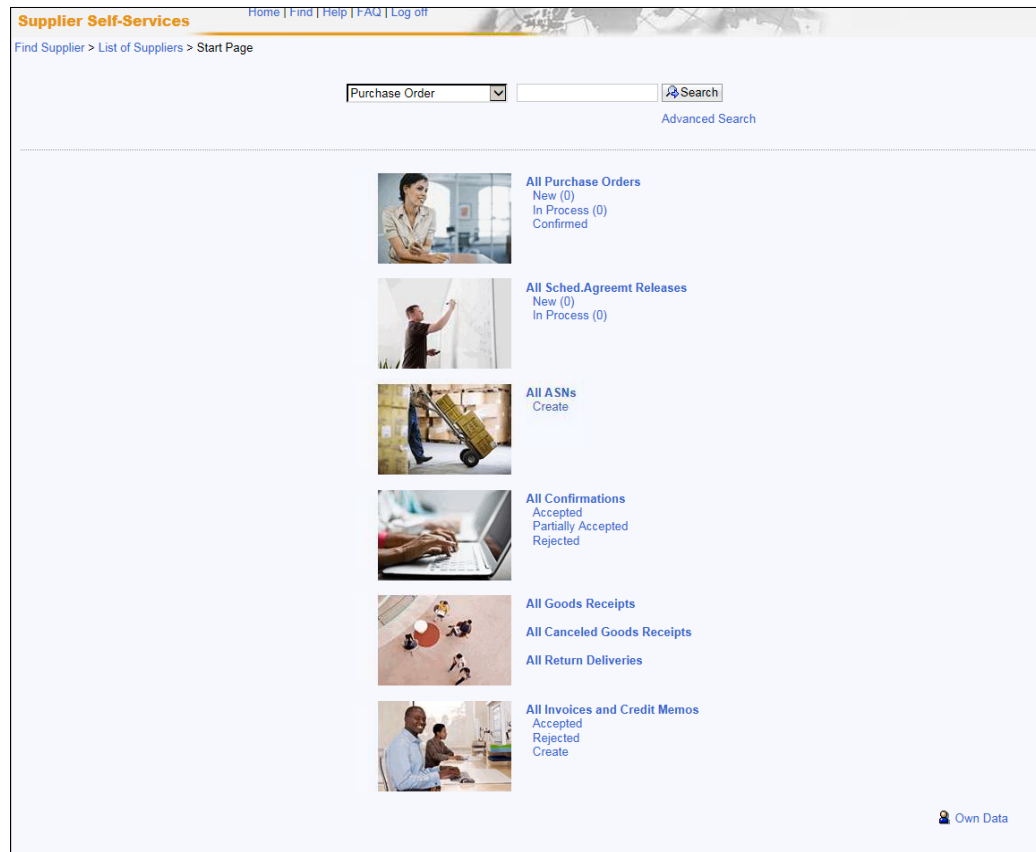 Supplier Self-Services
Home | Find | Help | FAQ | Log off
Find Supplier > List of Suppliers > Start Page
Purchase Order
Search
Advanced Search
All Purchase Orders
New (0)
In Process (0)
Confirmed
All Sched.Agreemt Releases
New (0)
In Process (0)
All ASNs
Create
All Confirmations
Accepted
Partially Accepted
Rejected
All Goods Receipts
All Canceled Goods Receipts
All Return Deliveries
All Invoices and Credit Memos
Accepted
Rejected
Create
Own Data